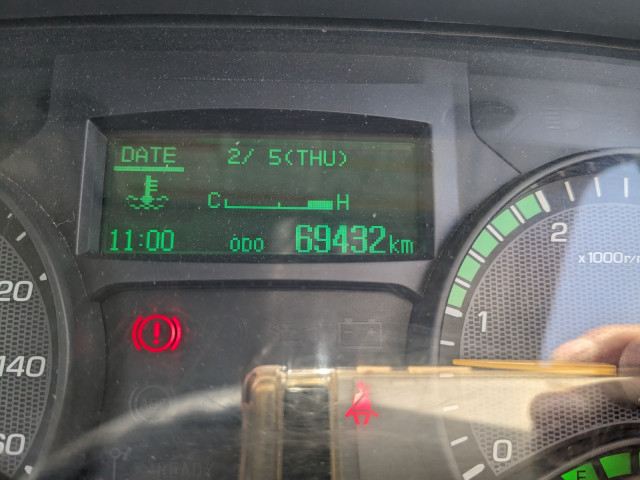 DATE 2/ 5(THU)
C H
11:00 ODO 69432km
20
140
60
2
x1000r/m
1
0
E